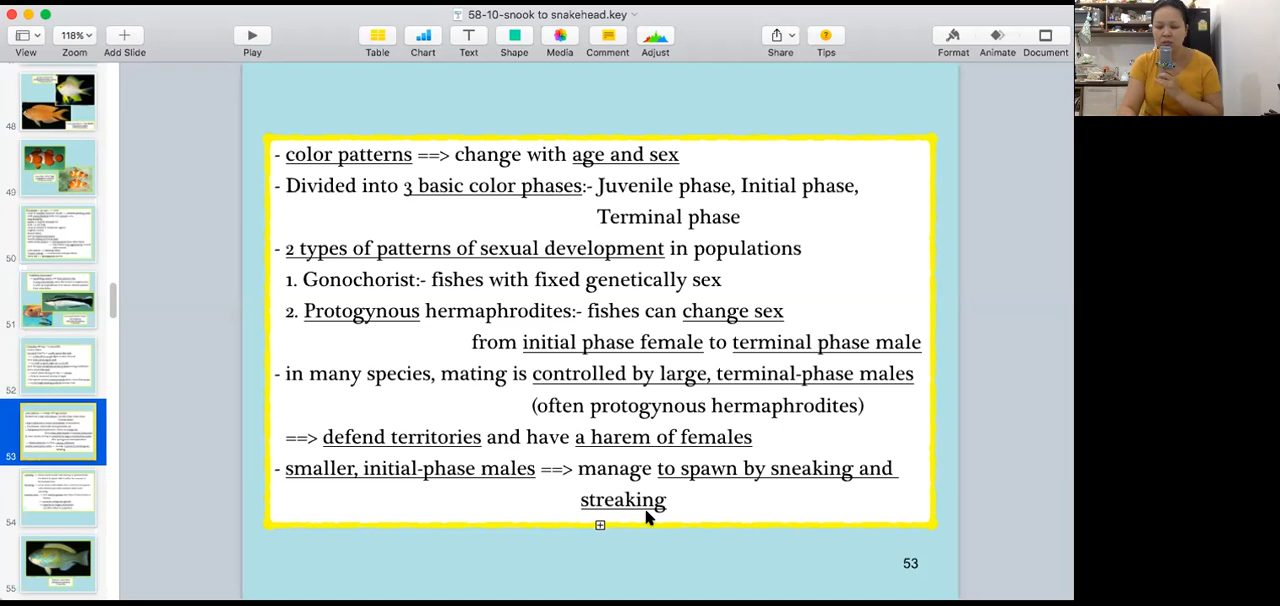 58-10-snook to snakehead.key
118%
View
Zoom
Add Slide
Play
Table
Chart
Text
Shape
Media
Comment
Adjust
Share
Tips
Format
Animate
Document
48
49
50
51
52
53
54
55
- color patterns ==> change with age and sex
- Divided into 3 basic color phases:- Juvenile phase, Initial phase,
Terminal phase
- 2 types of patterns of sexual development in populations
1. Gonochorst:- fishes with fixed genetically sex
2. Protogynous hermaphrodites:- fishes can change sex
from initial phase female to terminal phase male
- in many species, mating is controlled by large, terminal-phase males
(often protogynous hermaphrodites)
==> defend territories and have a harem of females
- smaller, initial-phase males ==> manage to spawn by sneaking and
streaking
53